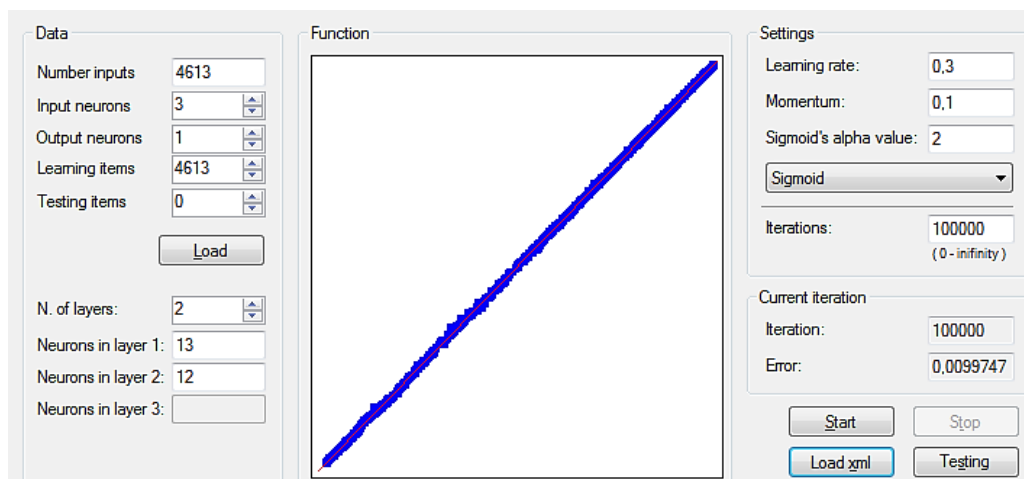 Data
Number inputs 4613
Input neurons 3
Output neurons 1
Learning items 4613
Testing items 0
Load
N. of layers: 2
Neurons in layer 1: 13
Neurons in layer 2: 12
Neurons in layer 3:
Function
Settings
Learning rate: 0,3
Momentum: 0,1
Sigmoid's alpha value: 2
Sigmoid
Iterations: 100000
( 0 - inifinity )
Current iteration
Iteration: 100000
Error: 0,0099747
Start Stop
Load xml Testing